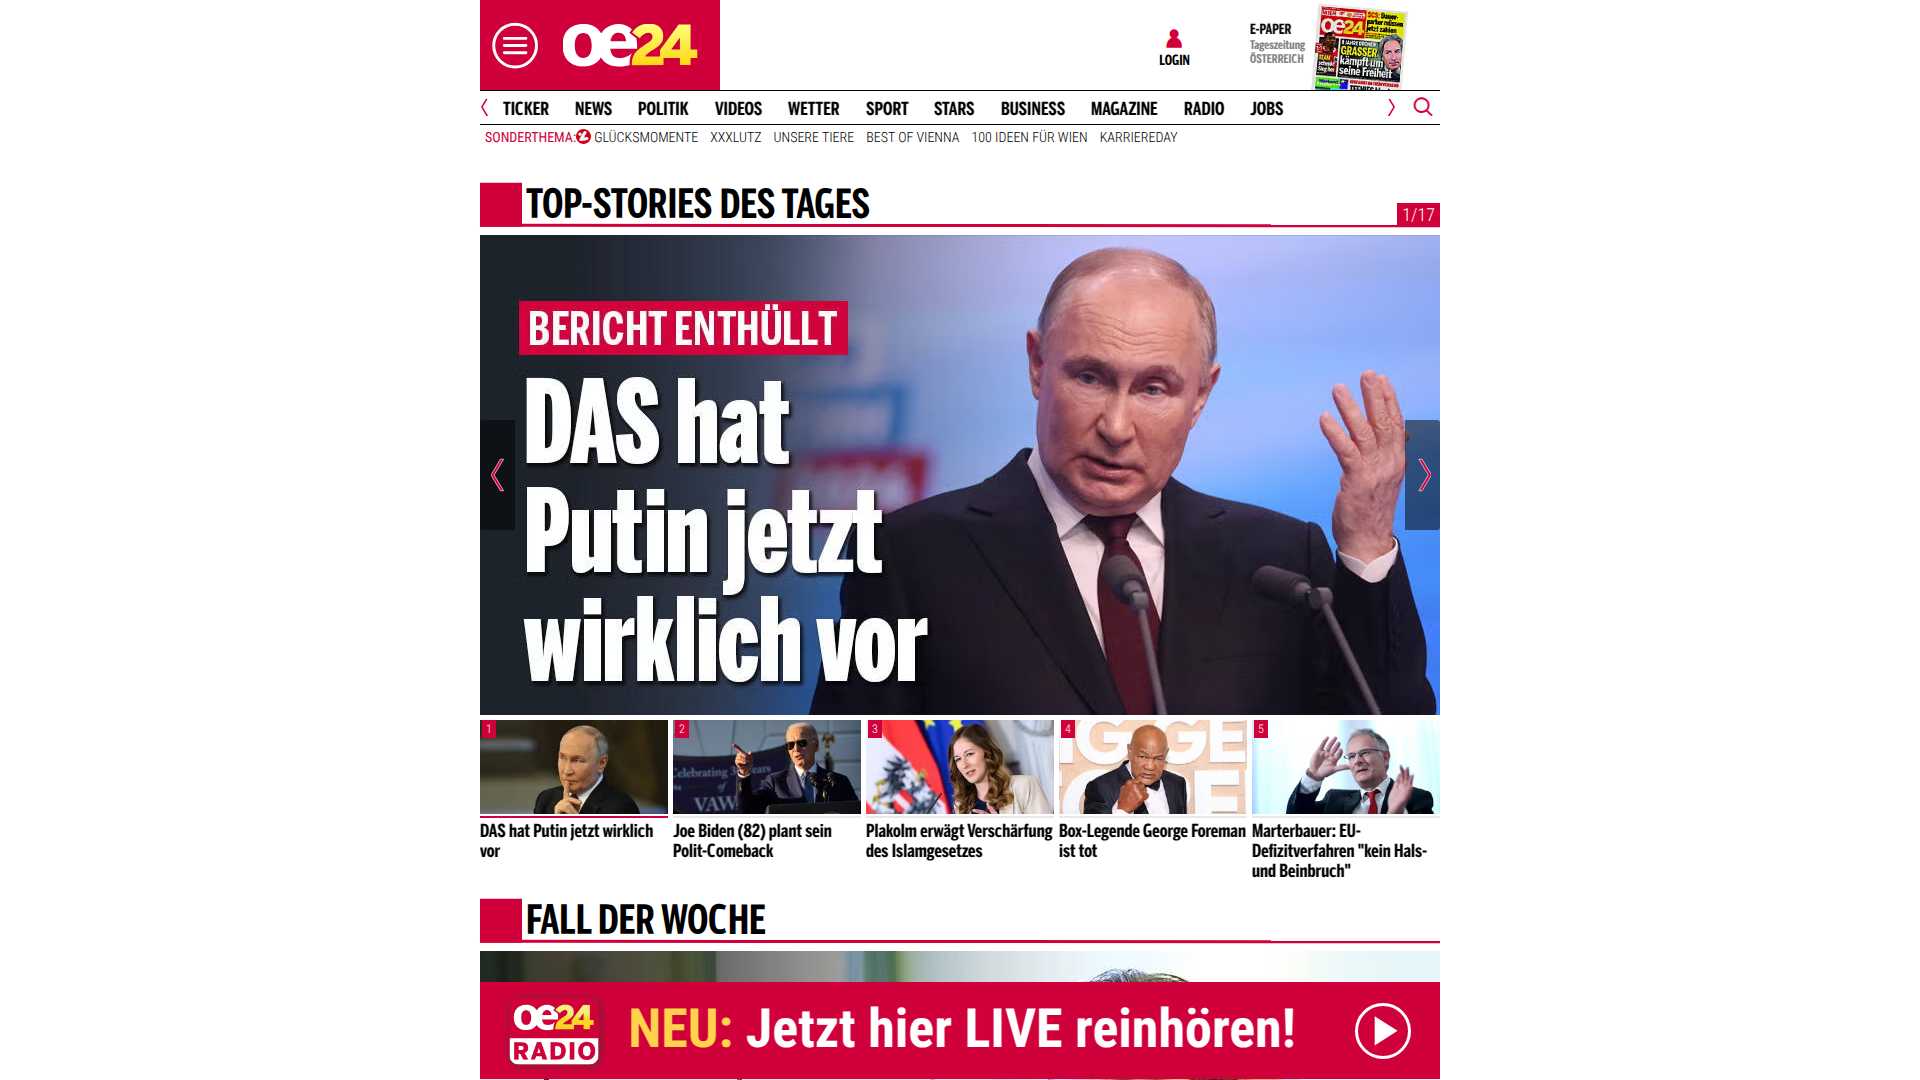 oe24
LOGIN
E-PAPER
Tageszeitung
ÖSTERREICH
oe24
GRASSER
kämpft um
seine Freiheit
TICKER NEWS POLITIK VIDEOS WETTER SPORT STARS BUSINESS MAGAZINE RADIO JOBS
SONDERTHEMA: GLÜCKSMOMENTE XXXLUTZ UNSERE TIERE BEST OF VIENNA 100 IDEEN FÜR WIEN KARRIEREDAY
TOP-STORIES DES TAGES
1/17
BERICHT ENTHÜLLT
DAS hat
Putin jetzt
wirklich vor
1
2
3
4
5
DAS hat Putin jetzt wirklich
vor
Joe Biden (82) plant sein
Polit-Comeback
Plakolm erwägt Verschärfung
des Islamgesetzes
Box-Legende George Foreman
ist tot
Marterbauer: EU-
Defizitverfahren "kein Hals-
und Beinbruch"
FALL DER WOCHE
oe24
RADIO
NEU: Jetzt hier LIVE reinhören!